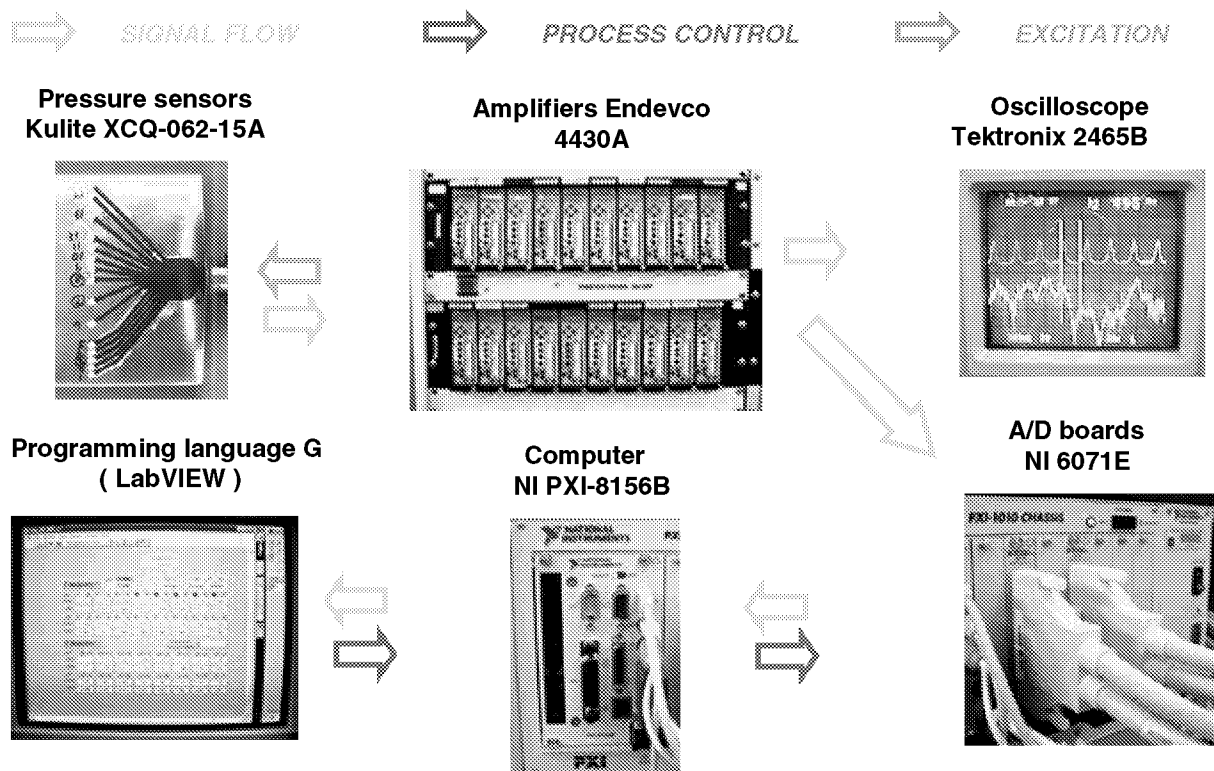 SIGNAL FLOW
PROCESS CONTROL
EXCITATION
Pressure sensors
Kulite XCQ-062-15A
Amplifiers Endevco
4430A
Oscilloscope
Tektronix 2465B
Programming language G
( LabVIEW )
Computer
NI PXI-8156B
A/D boards
NI 6071E
NATIONAL
INSTRUMENTS
PXI
PXI-1010 CHASSIS